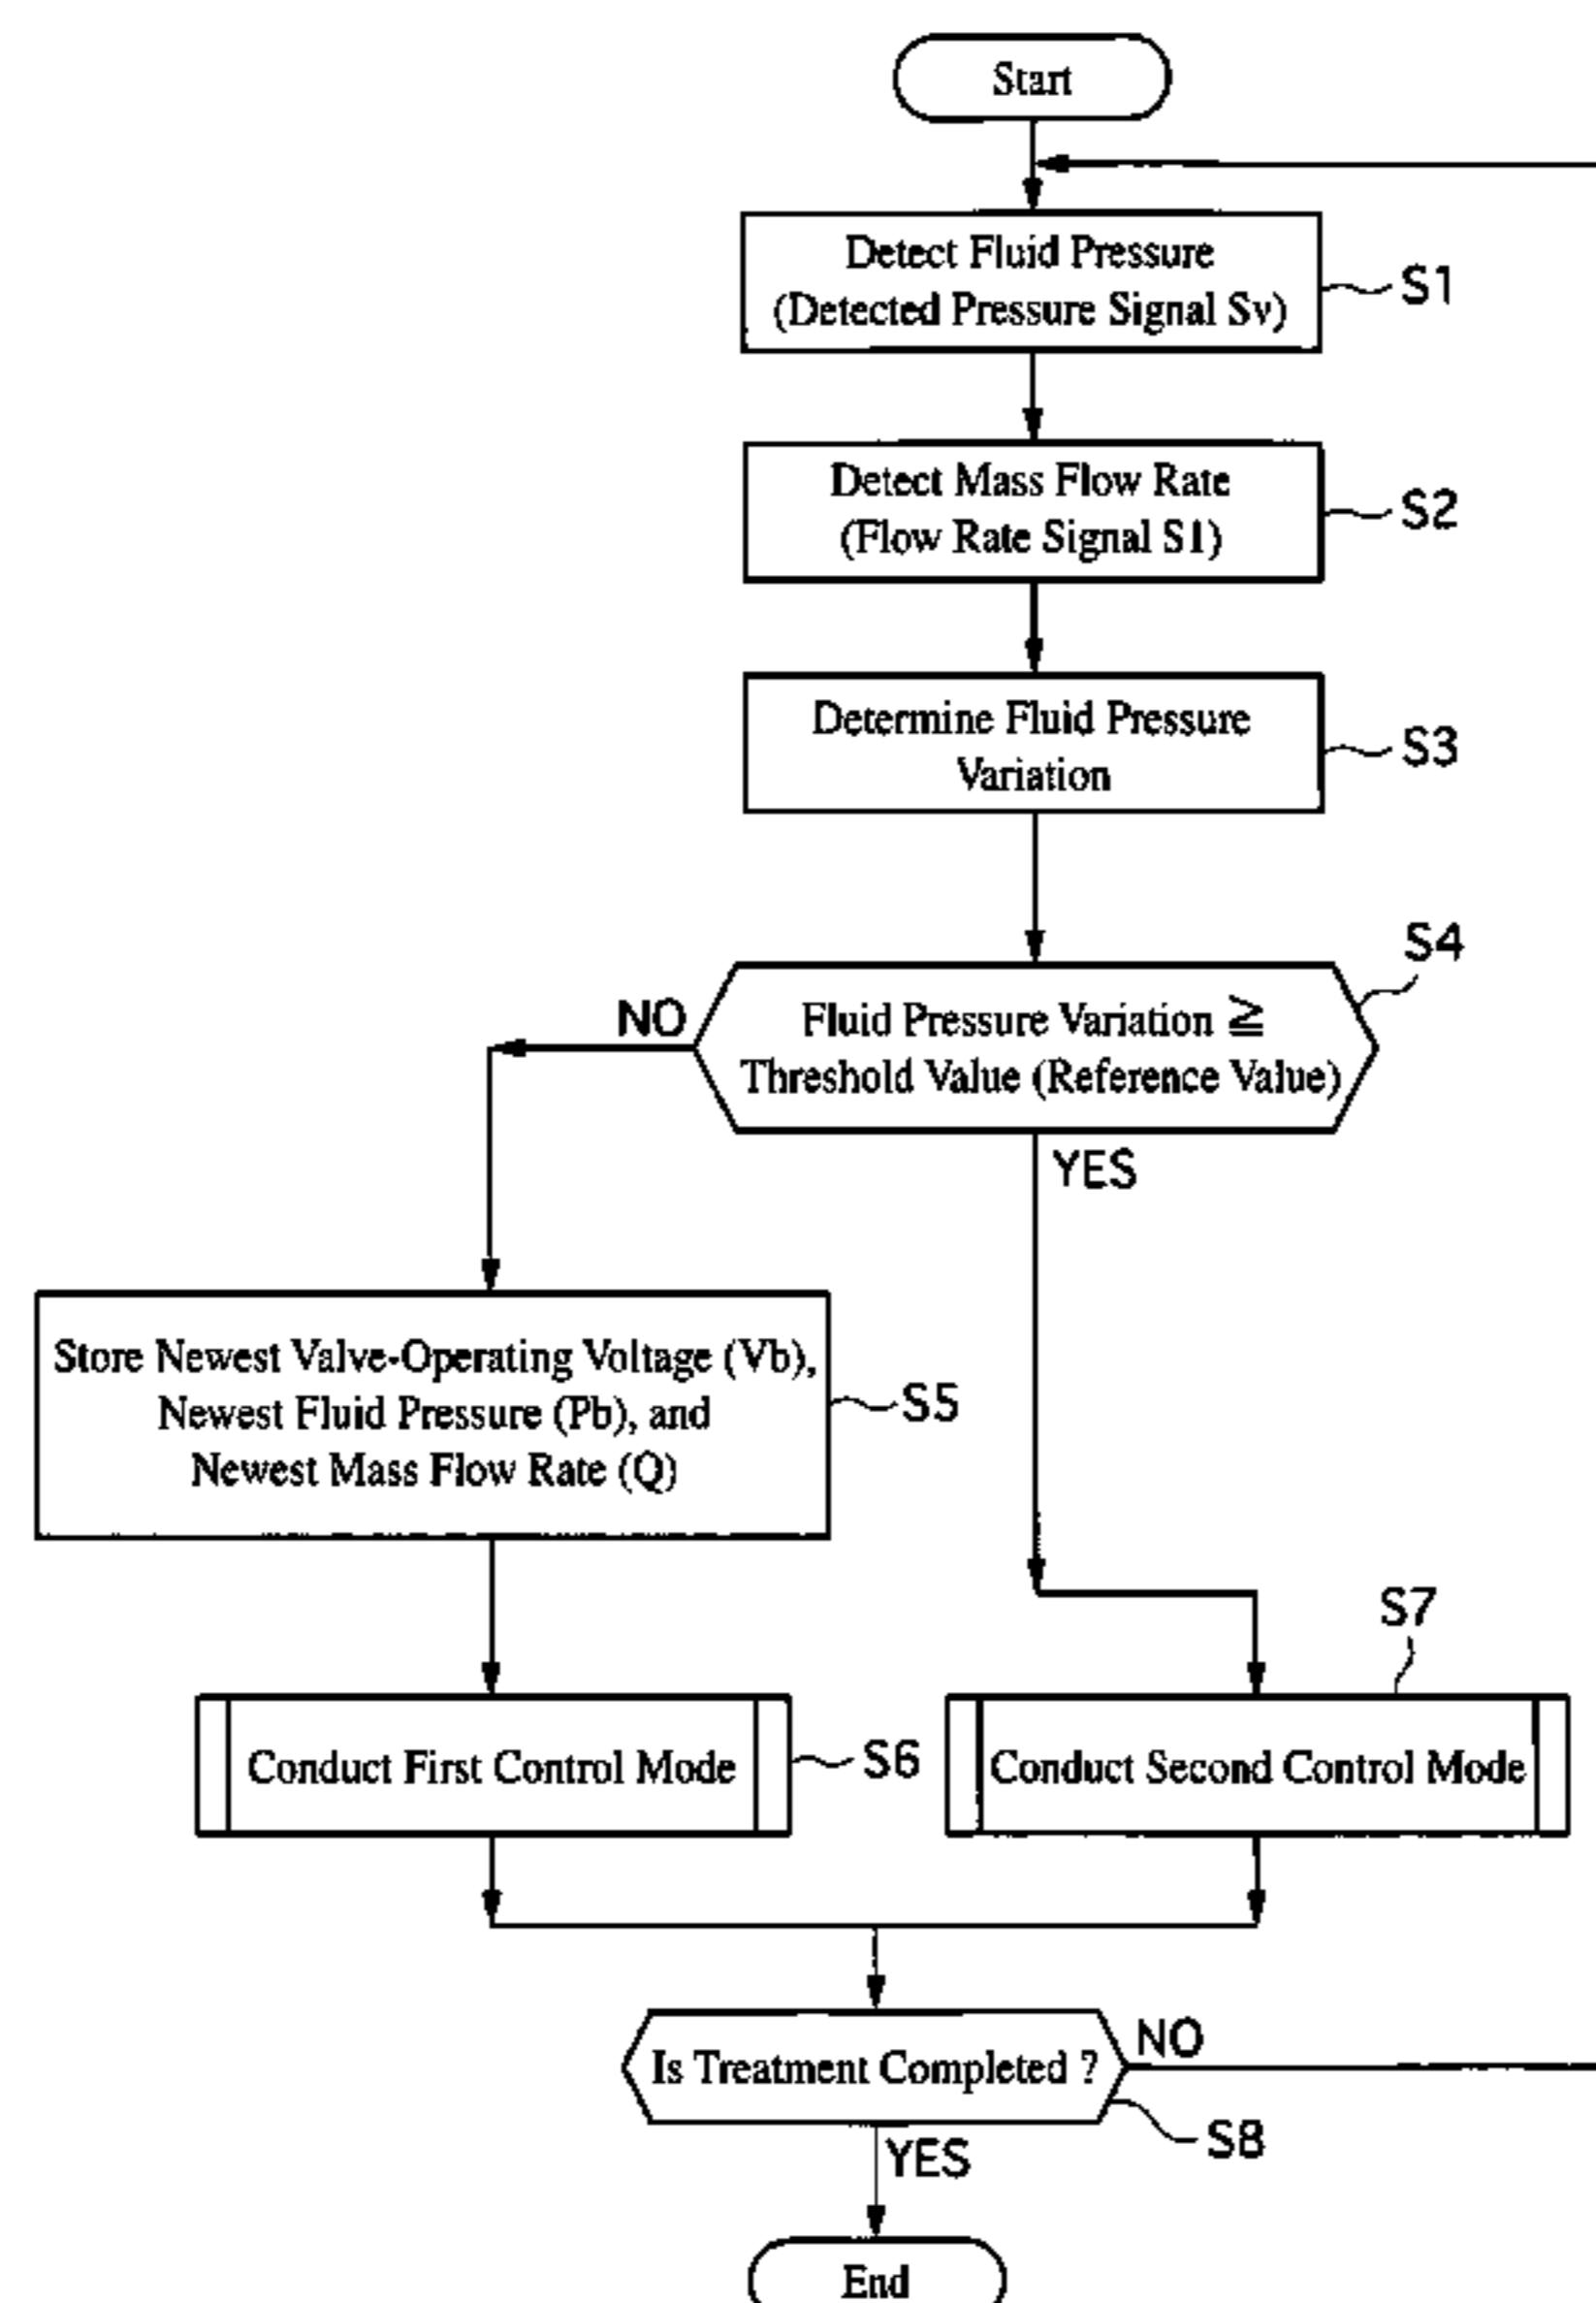 Start
Detect Fluid Pressure
(Detected Pressure Signal Sv)
S1
Detect Mass Flow Rate
(Flow Rate Signal S1)
S2
Determine Fluid Pressure
Variation
S3
S4
NO
Fluid Pressure Variation ≧
Threshold Value (Reference Value)
YES
Store Newest Valve-Operating Voltage (Vb),
Newest Fluid Pressure (Pb), and
Newest Mass Flow Rate (Q)
S5
S7
Conduct First Control Mode
S6
Conduct Second Control Mode
Is Treatment Completed ?
NO
S8
YES
End